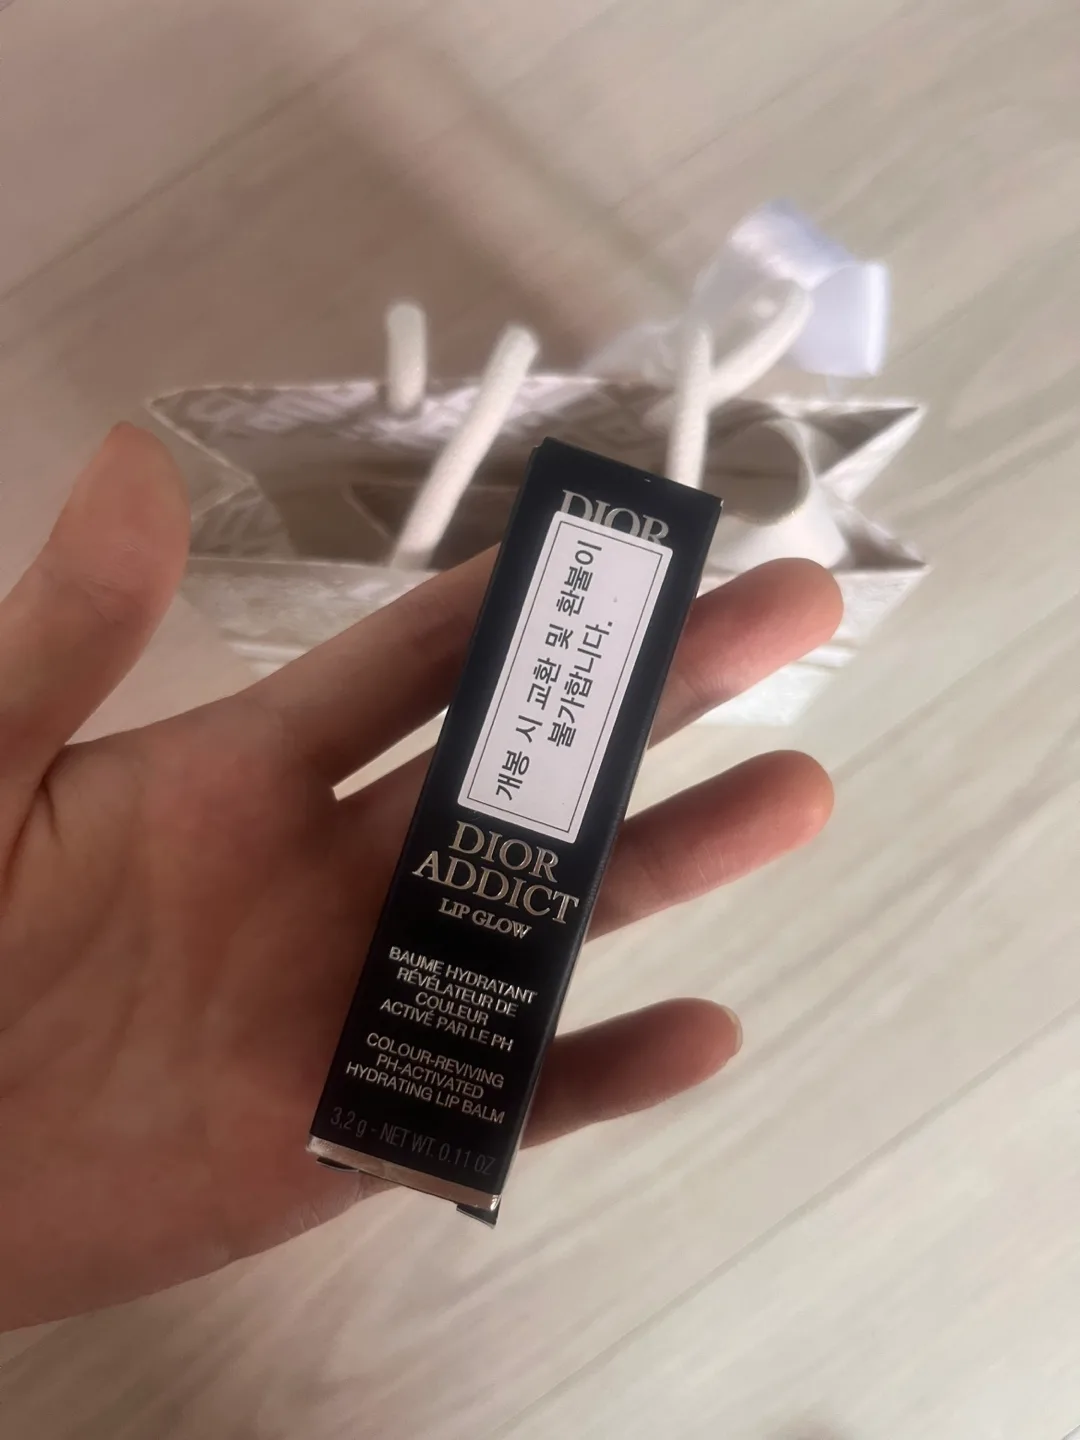 DIOR
개봉 시 교환 및 환불이
불가합니다.
DIOR
ADDICT
LIP GLOW
BAUME HYDRATANT
RÉVÉLATEUR DE
COULEUR
ACTIVÉ PAR LE PH
COLOUR-REVIVING
PH-ACTIVATED
HYDRATING LIP BALM
3,2 g - NET WT. 0.11 OZ